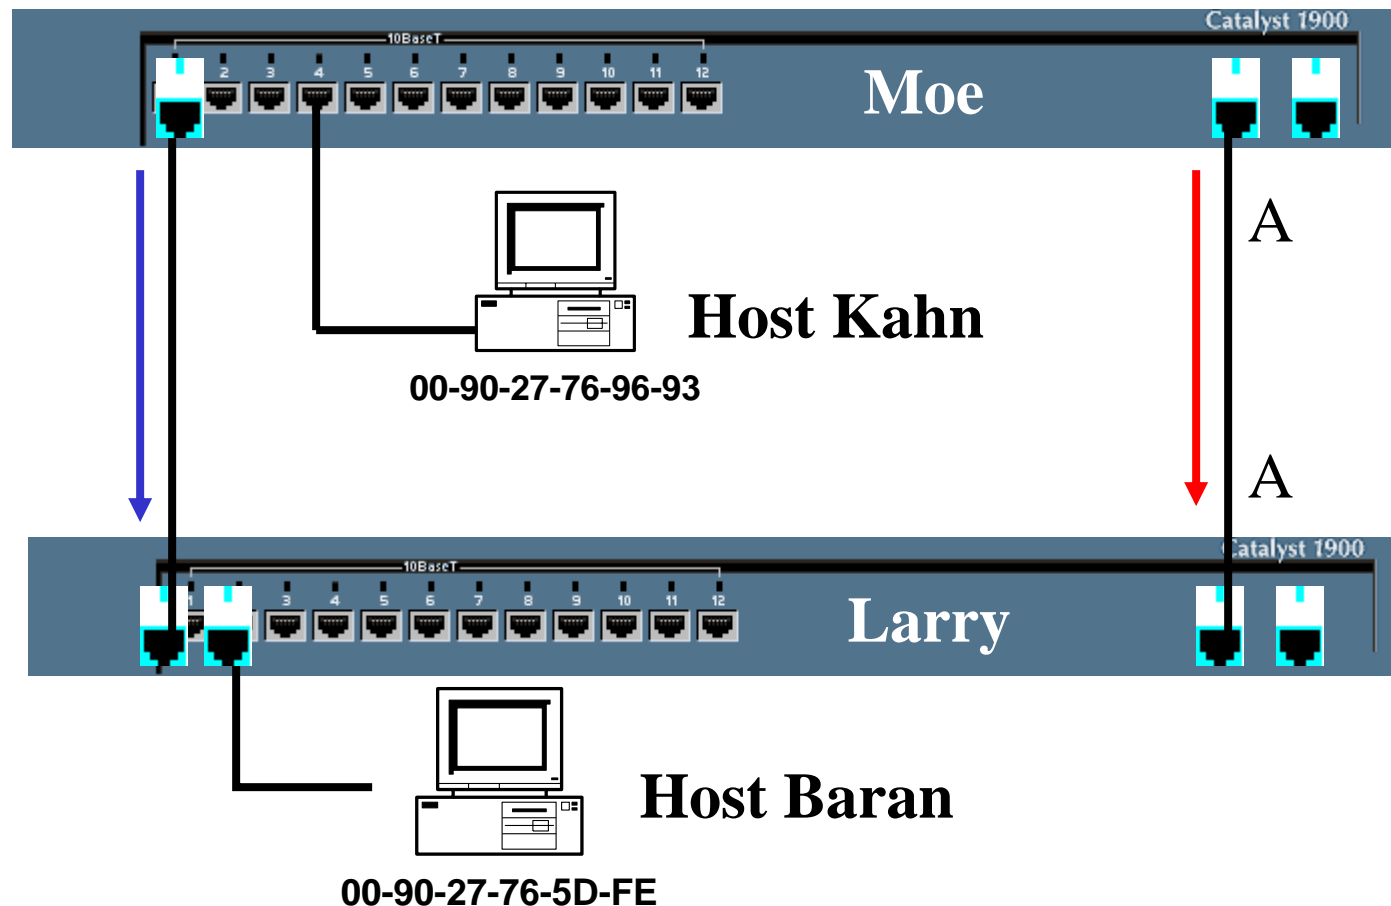 Catalyst 1900
10BaseT
2 3 4 5 6 7 8 9 10 11 12
Moe
A
Host Kahn
00-90-27-76-96-93
A
Catalyst 1900
10BaseT
1 3 4 5 6 7 8 9 10 11 12
Larry
Host Baran
00-90-27-76-5D-FE